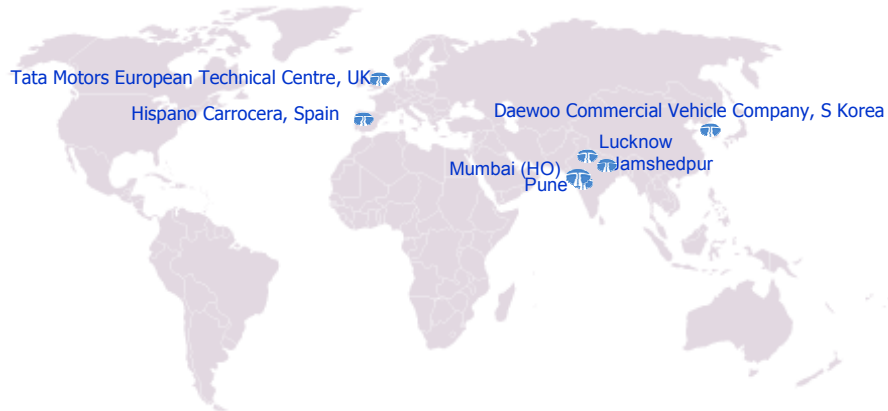 Tata Motors European Technical Centre, UK
Hispano Carrocera, Spain
Daewoo Commercial Vehicle Company, S Korea
Lucknow
Jamshedpur
Mumbai (HO)
Pune